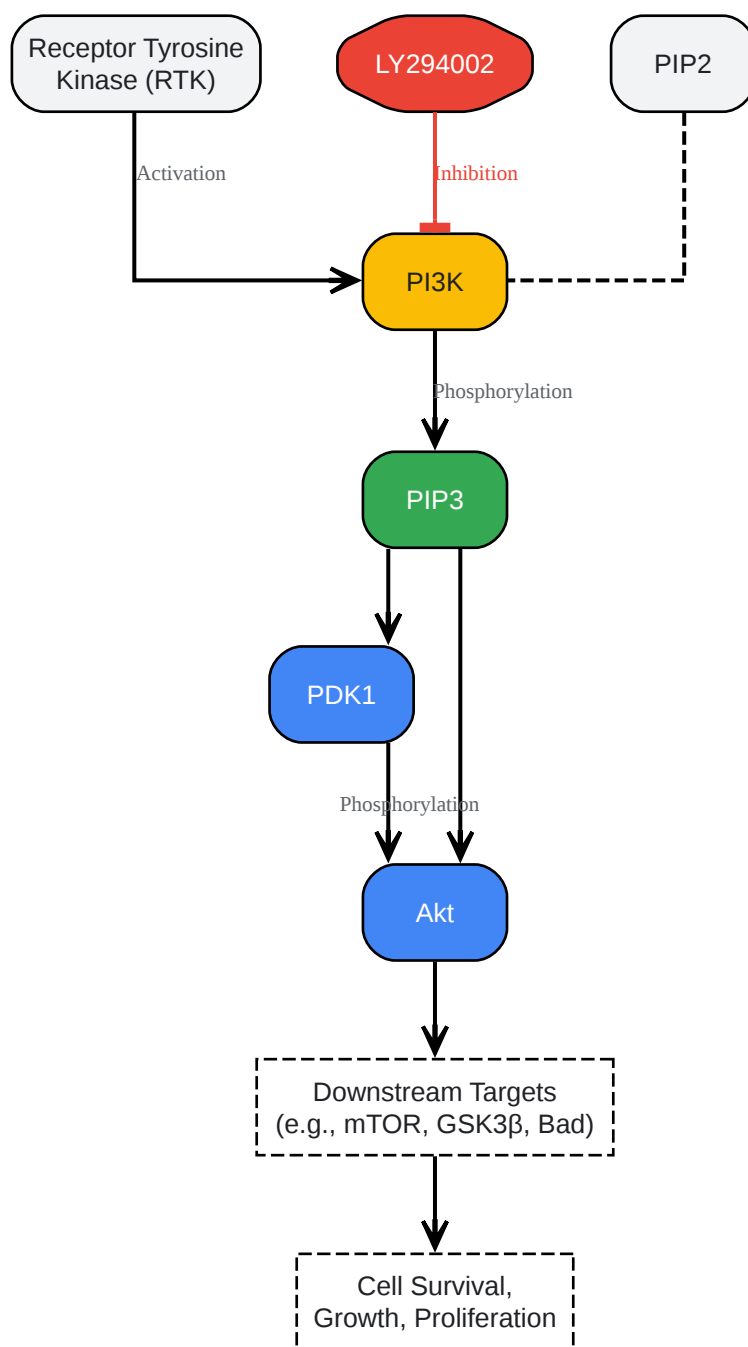 Receptor Tyrosine
Kinase (RTK)
LY294002
PIP2
Activation
Inhibition
PI3K
Phosphorylation
PIP3
PDK1
Phosphorylation
Akt
Downstream Targets
(e.g., mTOR, GSK3β, Bad)
Cell Survival,
Growth, Proliferation